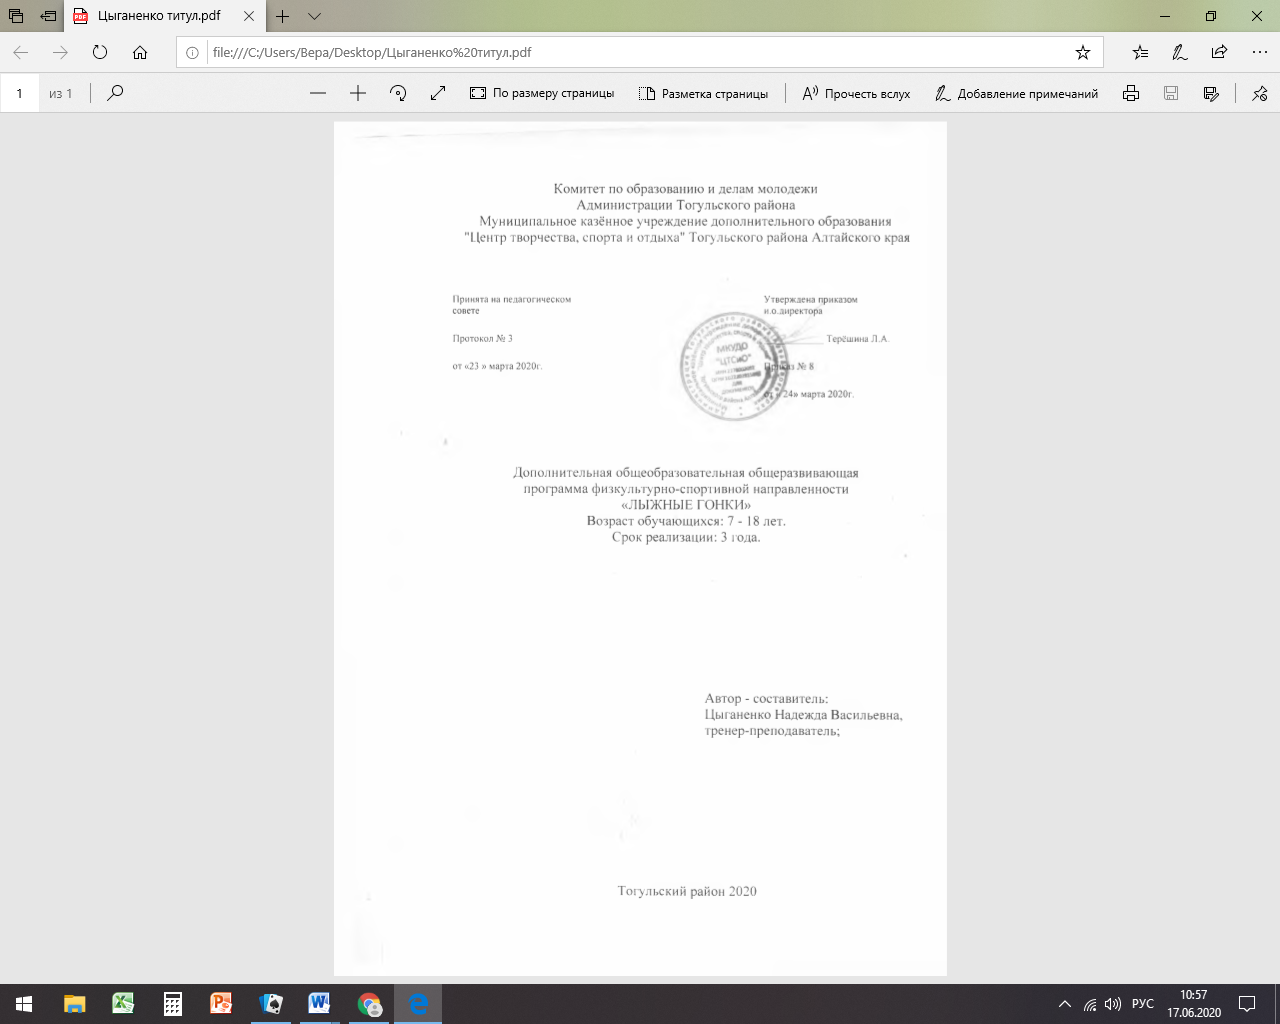 Цыганенко титул.pdf
file:///C:/Users/Вера/Desktop/Цыганенко%20титул.pdf
1 из 1
По размеру страницы
Разметка страницы
Прочесть вслух
Добавление примечаний
Комитет по образованию и делам молодежи
Администрации Тогульского района
Муниципальное казённое учреждение дополнительного образования
"Центр творчества, спорта и отдыха" Тогульского района Алтайского края
Принята на педагогическом
совете
Протокол № 3
от «23 » марта 2020г.
Утверждена приказом
и.о.директора
Терёшина Л.А.
Приказ № 8
от « 24» марта 2020г.
МКУДО
"ЦТСиО"
Дополнительная общеобразовательная общеразвивающая
программа физкультурно-спортивной направленности
«ЛЫЖНЫЕ ГОНКИ»
Возраст обучающихся: 7 - 18 лет.
Срок реализации: 3 года.
Автор - составитель:
Цыганенко Надежда Васильевна,
тренер-преподаватель;
Тогульский район 2020
РУС
10:57
17.06.2020